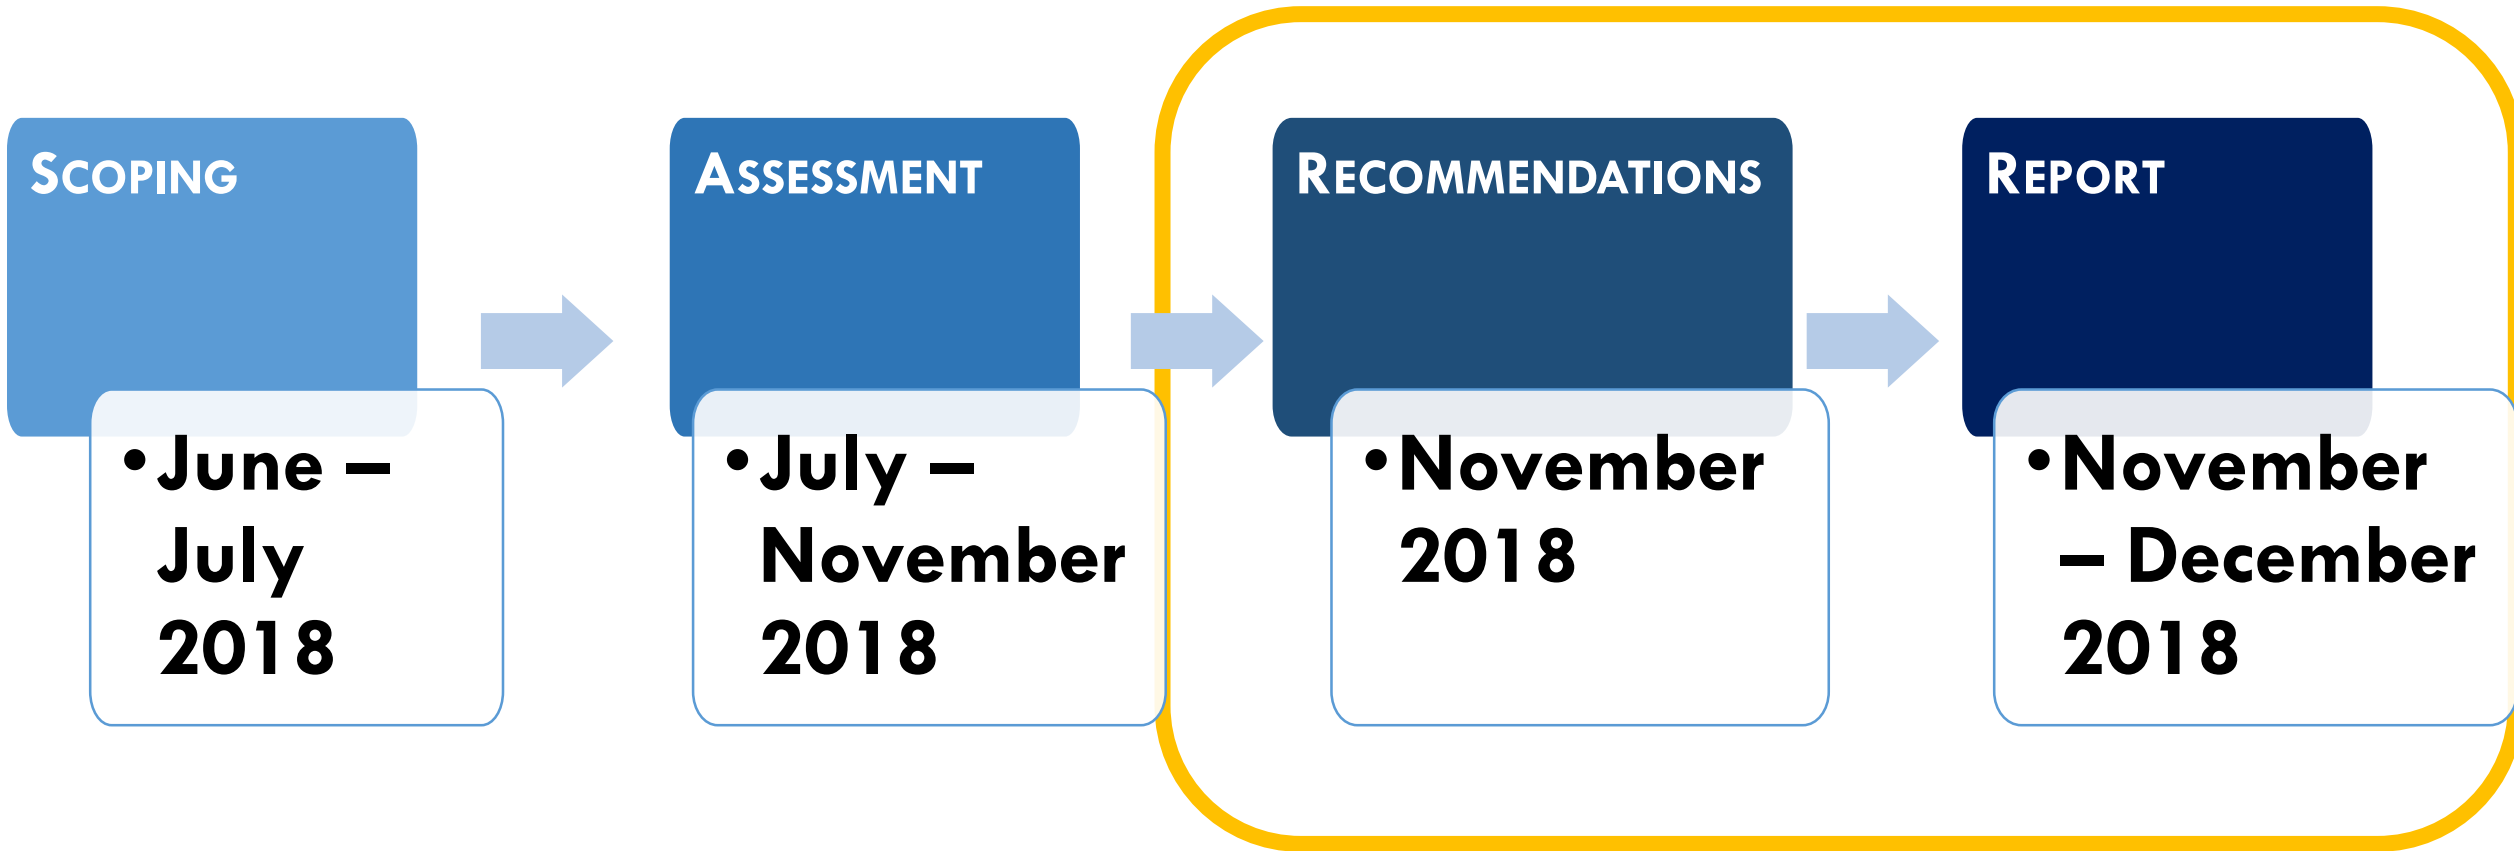 SCOPING
• June –
July
2018
ASSESSMENT
• July –
November
2018
RECOMMENDATIONS
• November
2018
REPORT
• November
– December
2018